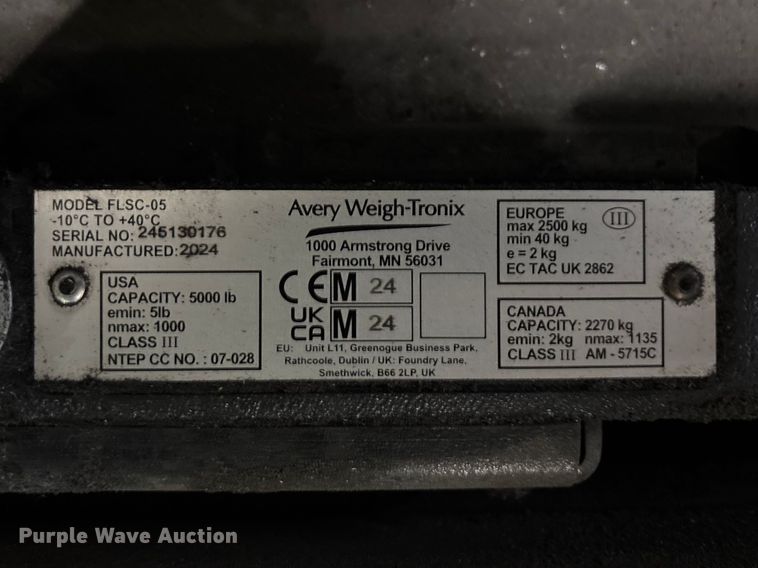 MODEL FLSC-05
-10°C TO +40°C
SERIAL NO: 245130176
MANUFACTURED: 2024
USA
CAPACITY: 5000 lb
emin: 5lb
nmax: 1000
CLASS III
NTEP CC NO. : 07-028
Avery Weigh-Tronix
1000 Armstrong Drive
Fairmont, MN 56031
CE M 24
UK
CA M 24
EU: Unit L11, Greenogue Business Park,
Rathcoole, Dublin / UK: Foundry Lane,
Smethwick, B66 2LP, UK
EUROPE III
max 2500 kg
min 40 kg
e = 2 kg
EC TAC UK 2862
CANADA
CAPACITY: 2270 kg
emin: 2kg nmax: 1135
CLASS III AM - 5715C
Purple Wave Auction